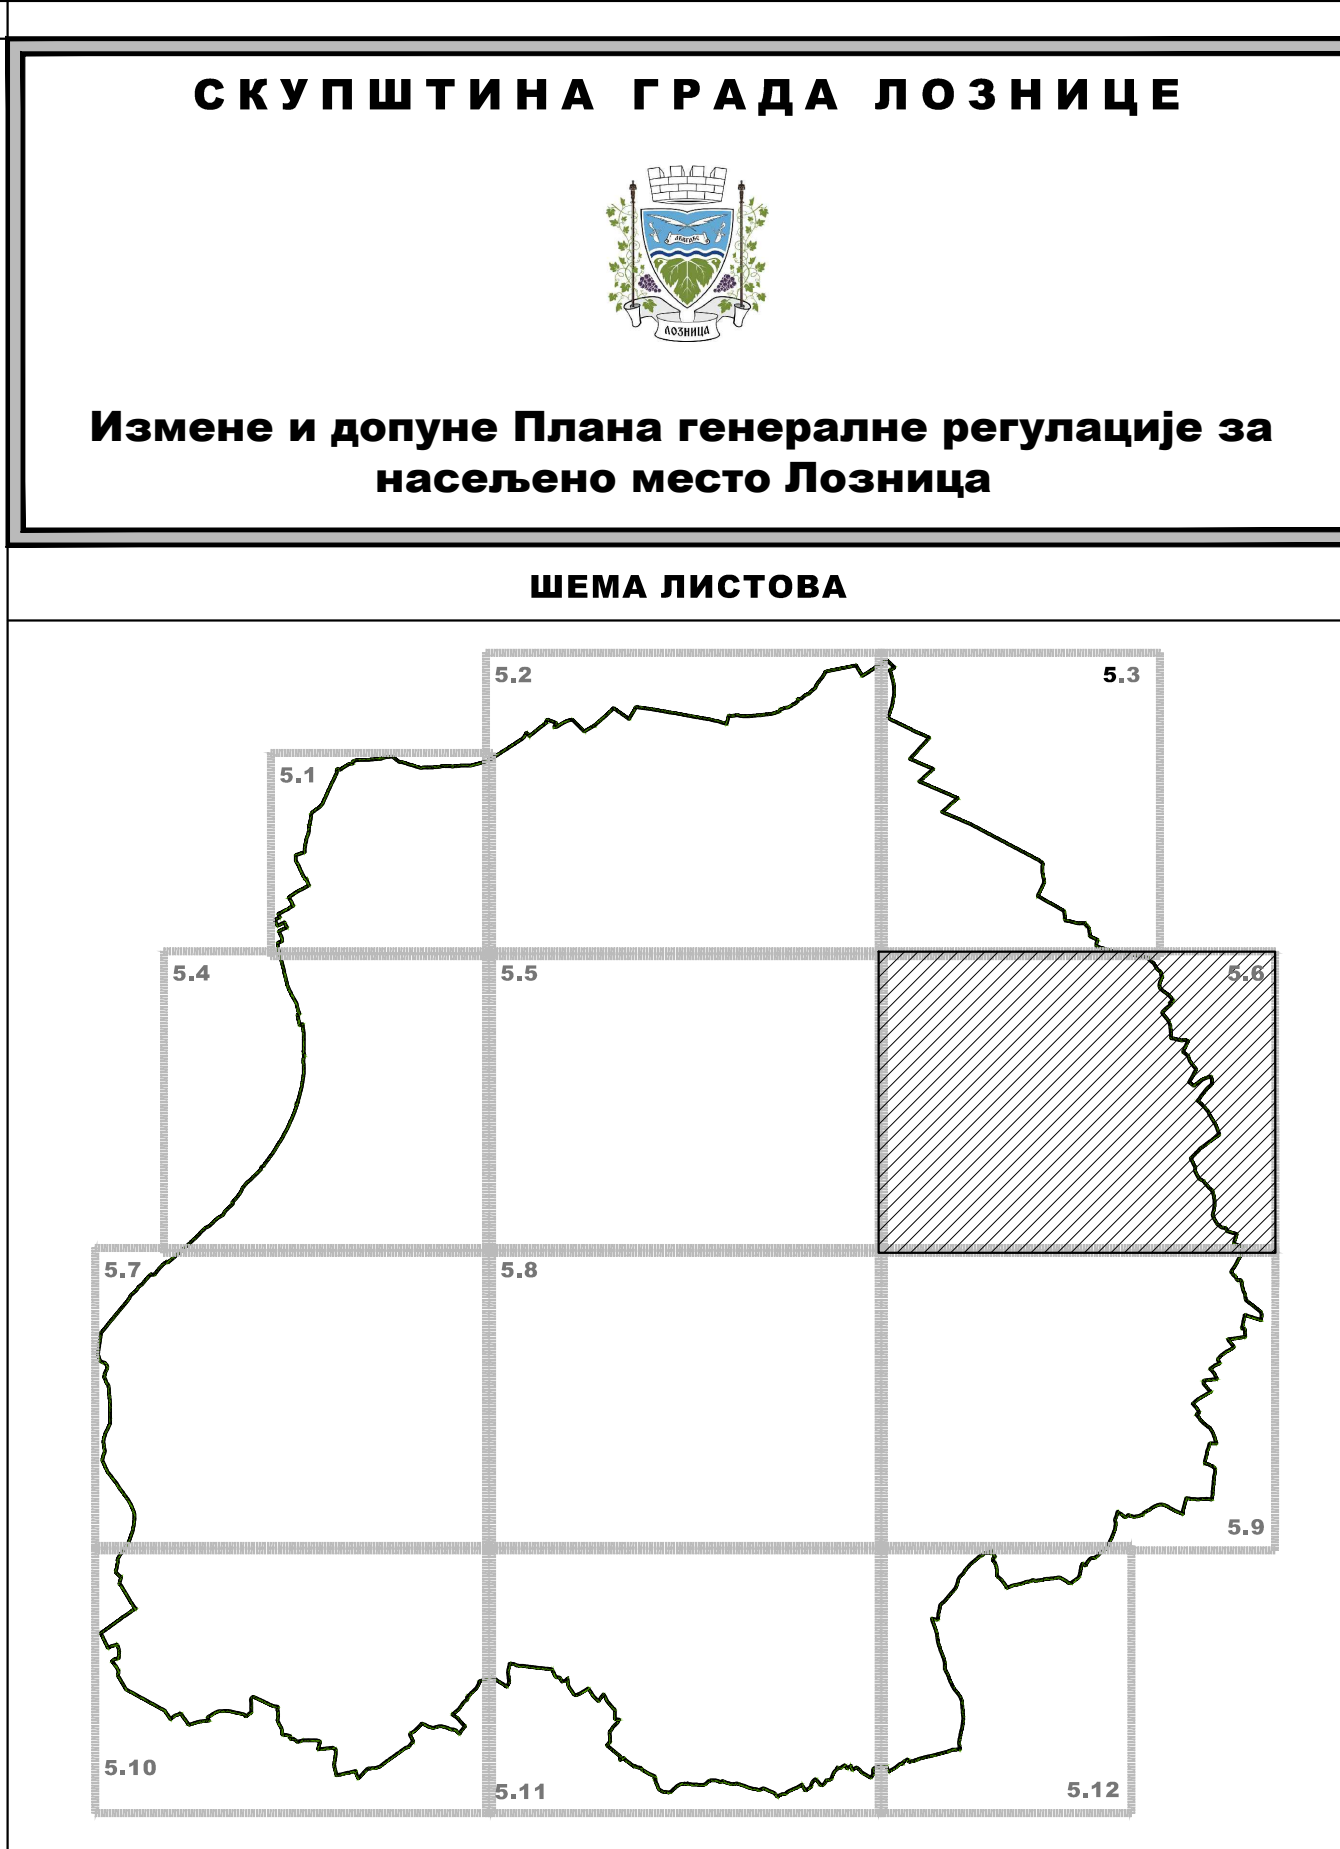 СКУПШТИНА ГРАДА ЛОЗНИЦЕ
ЛОЗНИЦА
Измене и допуне Плана генералне регулације за
насељено место Лозница
ШЕМА ЛИСТОВА
5.2
5.3
5.1
5.4
5.5
5.6
5.7
5.8
5.9
5.10
5.11
5.12